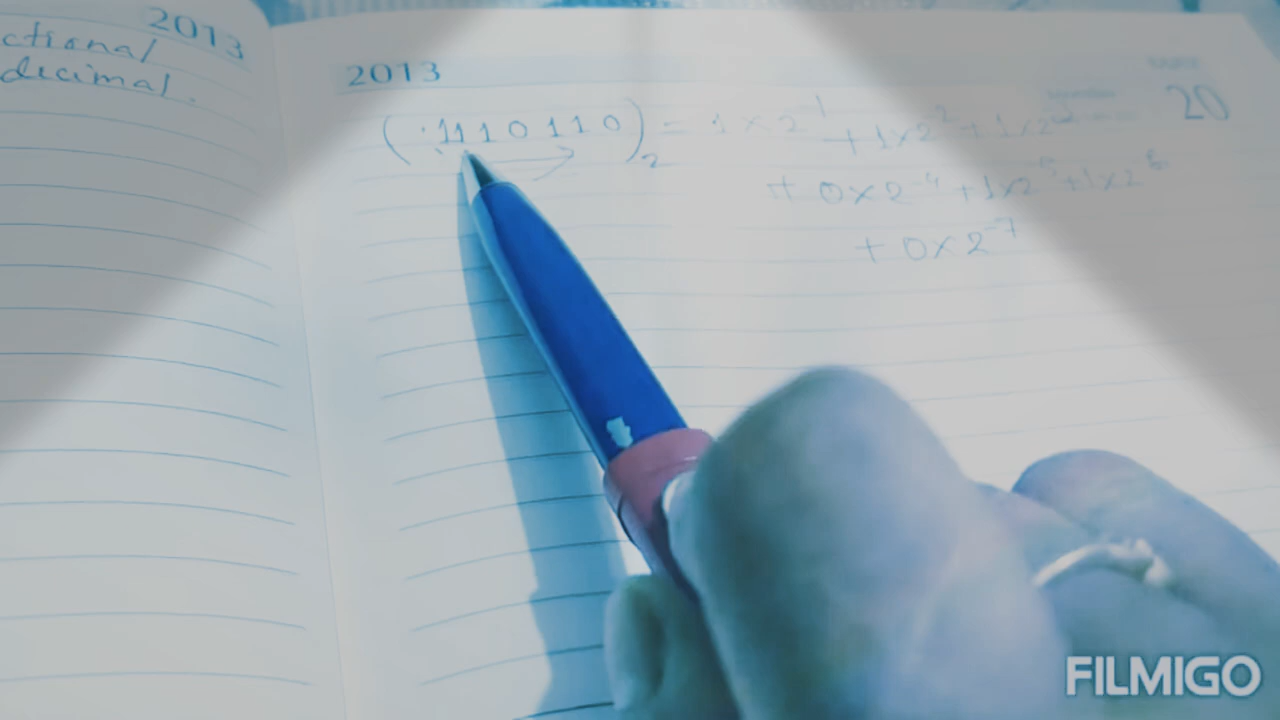 2013
ctional
decimal.
2013
20
(.1110110)₂ = 1×2⁻¹ + 1×2⁻² + 1×2
+ 0×2⁻⁴ + 1×2⁻⁵ + 1×2⁻⁶
+ 0×2⁻⁷
FILMIGO